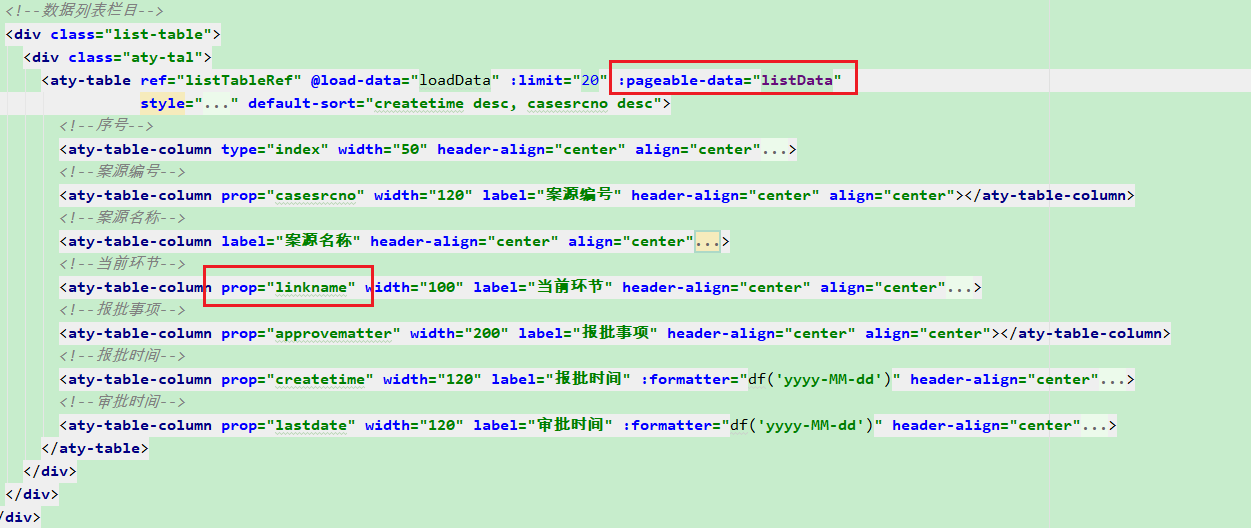 <!--数据列表栏目-->
<div class="list-table">
<div class="aty-tal">
<aty-table ref="listTableRef" @load-data="loadData" :limit="20" :pageable-data="listData"
style="..." default-sort="createtime desc, casesrcno desc">
<!--序号-->
<aty-table-column type="index" width="50" header-align="center" align="center"...>
<!--案源编号-->
<aty-table-column prop="casesrcno" width="120" label="案源编号" header-align="center" align="center"></aty-table-column>
<!--案源名称-->
<aty-table-column label="案源名称" header-align="center" align="center"...>
<!--当前环节-->
<aty-table-column prop="linkname" width="100" label="当前环节" header-align="center" align="center"...>
<!--报批事项-->
<aty-table-column prop="approvematter" width="200" label="报批事项" header-align="center" align="center"></aty-table-column>
<!--报批时间-->
<aty-table-column prop="createtime" width="120" label="报批时间" :formatter="df('yyyy-MM-dd')" header-align="center"...>
<!--审批时间-->
<aty-table-column prop="lastdate" width="120" label="审批时间" :formatter="df('yyyy-MM-dd')" header-align="center"...>
</aty-table>
</div>
</div>
/div>